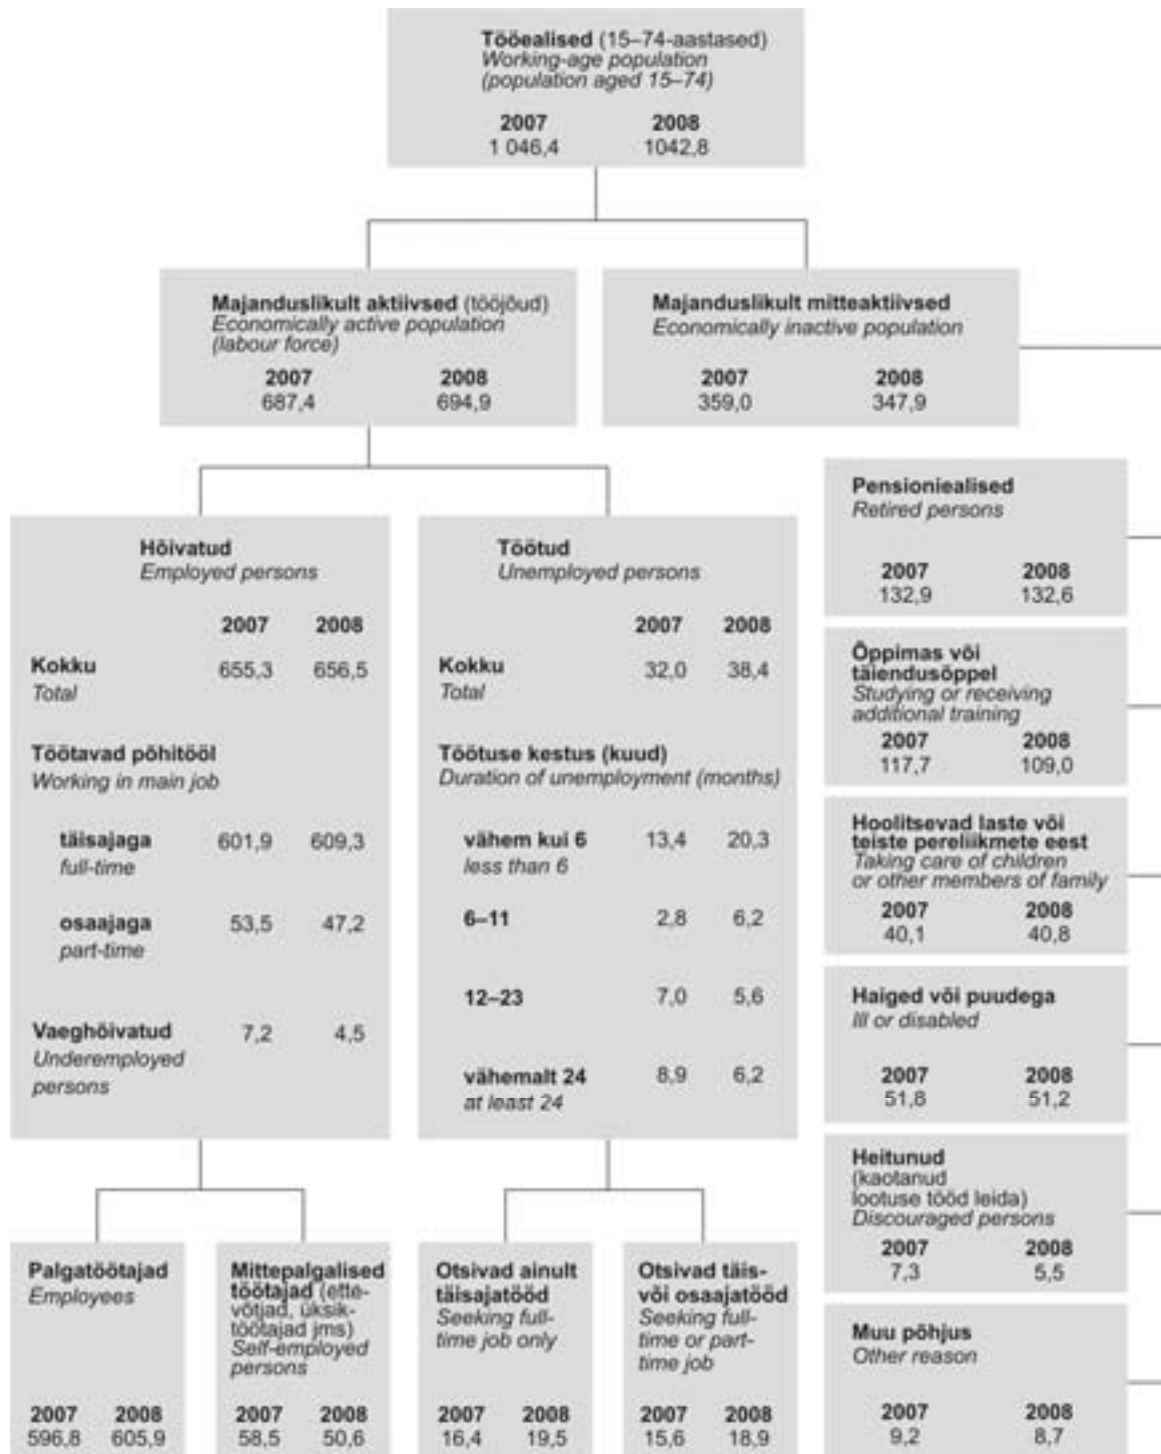 Tööealised (15–74-aastased)
Working-age population
(population aged 15–74)
2007 2008
1 046,4 1042,8
Majanduslikult aktiivsed (tööjõud)
Economically active population
(labour force)
2007 2008
687,4 694,9
Majanduslikult mitteaktiivsed
Economically inactive population
2007 2008
359,0 347,9
Hõivatud
Employed persons
2007 2008
Kokku 655,3 656,5
Total
Töötavad põhitööl
Working in main job
täisajaga 601,9 609,3
full-time
osaajaga 53,5 47,2
part-time
Vaeghõivatud 7,2 4,5
Underemployed
persons
Töötud
Unemployed persons
2007 2008
Kokku 32,0 38,4
Total
Töötuse kestus (kuud)
Duration of unemployment (months)
vähem kui 6 13,4 20,3
less than 6
6–11 2,8 6,2
12–23 7,0 5,6
vähemalt 24 8,9 6,2
at least 24
Pensioniealised
Retired persons
2007 2008
132,9 132,6
Õppimas või
täiendusõppel
Studying or receiving
additional training
2007 2008
117,7 109,0
Hoolitsevad laste või
teiste pereliikmete eest
Taking care of children
or other members of family
2007 2008
40,1 40,8
Haiged või puudega
Ill or disabled
2007 2008
51,8 51,2
Heitunud
(kaotanud
lootuse tööd leida)
Discouraged persons
2007 2008
7,3 5,5
Muu põhjus
Other reason
2007 2008
9,2 8,7
Palgatöötajad
Employees
2007 2008
596,8 605,9
Mittepalgalised
töötajad (ette-
võtjad, üksik-
töötajad jms)
Self-employed
persons
2007 2008
58,5 50,6
Otsivad ainult
täisajatööd
Seeking full-
time job only
2007 2008
16,4 19,5
Otsivad täis-
või osaajatööd
Seeking full-
time or part-
time job
2007 2008
15,6 18,9